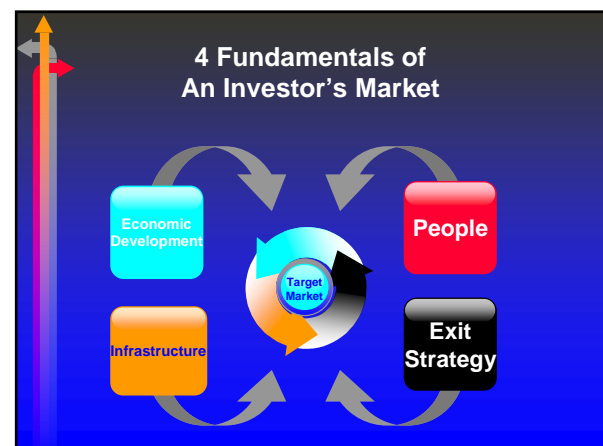 4 Fundamentals of
An Investor's Market
Economic
Development
People
Target
Market
Infrastructure
Exit
Strategy